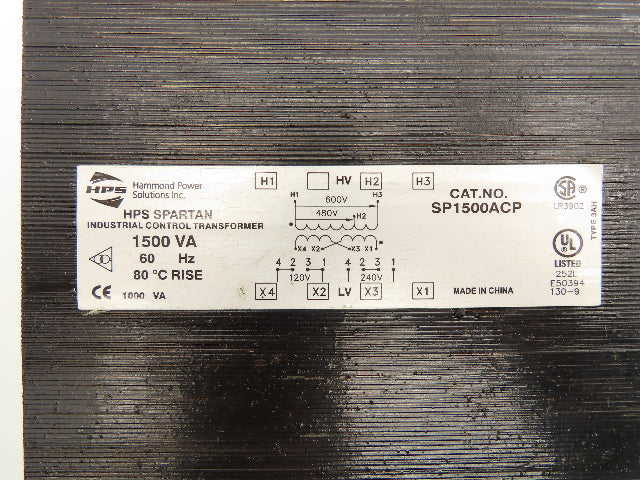 HPS
Hammond Power
Solutions Inc.
HPS SPARTAN
INDUSTRIAL CONTROL TRANSFORMER
1500 VA
60 Hz
80 °C RISE
CE 1000 VA
H1 HV H2 H3
600V
H1 H3
480V H2
X4 X2 X3 X1
4 2 3 1 4 2 3 1
120V 240V
X4 X2 LV X3 X1
CAT.NO.
SP1500ACP
MADE IN CHINA
SA
LR3902
TYPE 3AH
UL
LISTED
252L
E50394
130-9